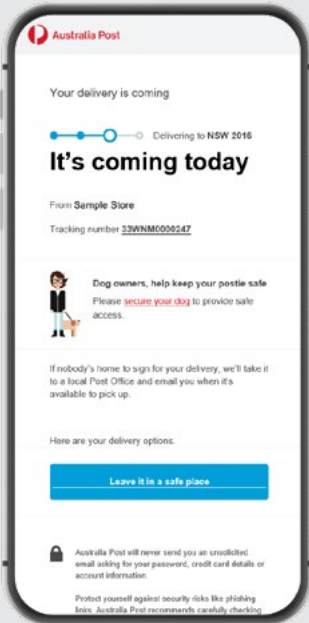 Australia Post
Your delivery is coming
Delivering to NSW 2016
It's coming today
From Sample Store
Tracking number 33WNM0000247
Dog owners, help keep your postie safe
Please secure your dog to provide safe
access.
If nobody's home to sign for your delivery, we'll take it
to a local Post Office and email you when it's
available to pick up.
Here are your delivery options.
Leave it in a safe place
Australia Post will never send you an unsolicited
email asking for your password, credit card details or
account information.
Protect yourself against security risks like phishing
links. Australia Post recommends carefully checking